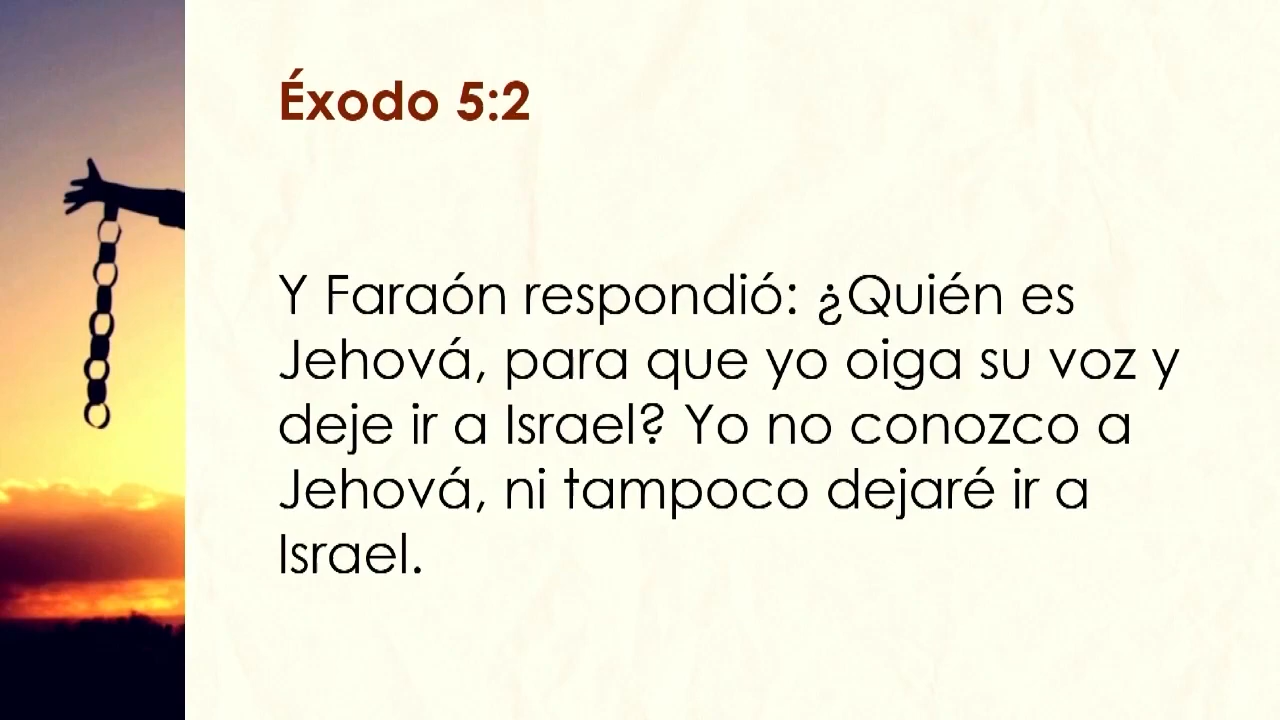 Éxodo 5:2
Y Faraón respondió: ¿Quién es
Jehová, para que yo oiga su voz y
deje ir a Israel? Yo no conozco a
Jehová, ni tampoco dejaré ir a
Israel.